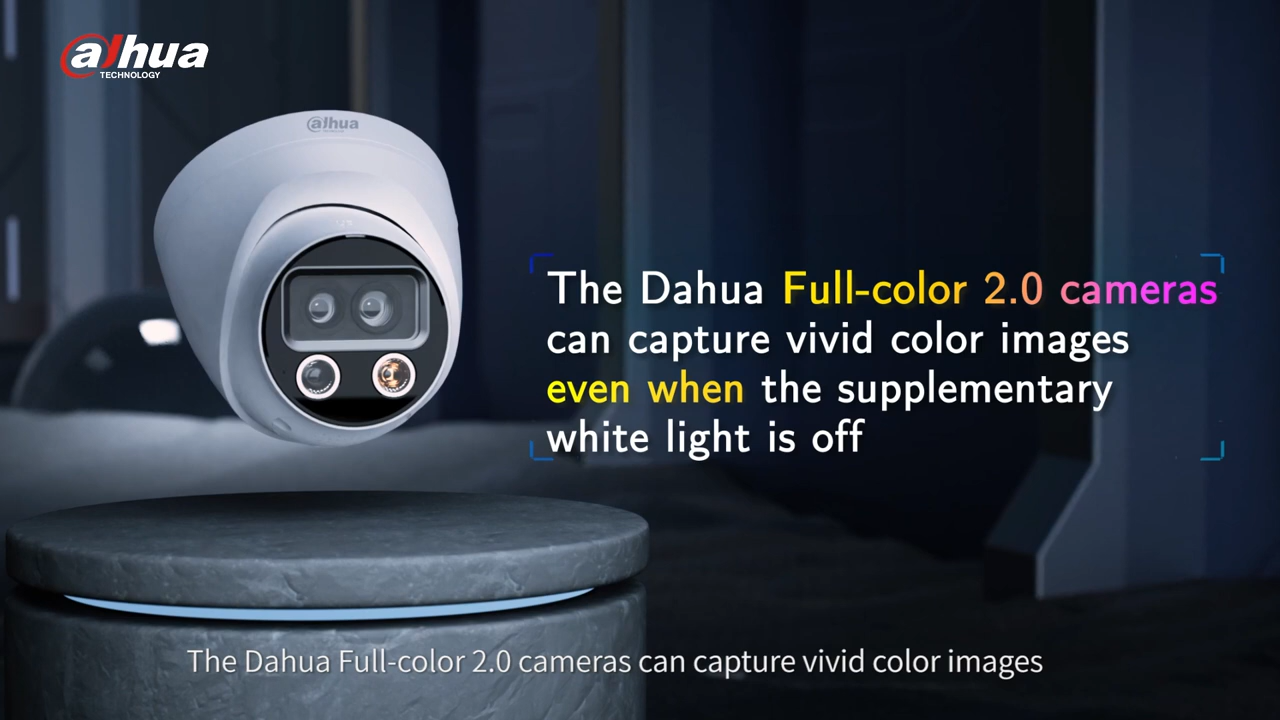 alhua
TECHNOLOGY
alhua
The Dahua Full-color 2.0 cameras
can capture vivid color images
even when the supplementary
white light is off
The Dahua Full-color 2.0 cameras can capture vivid color images